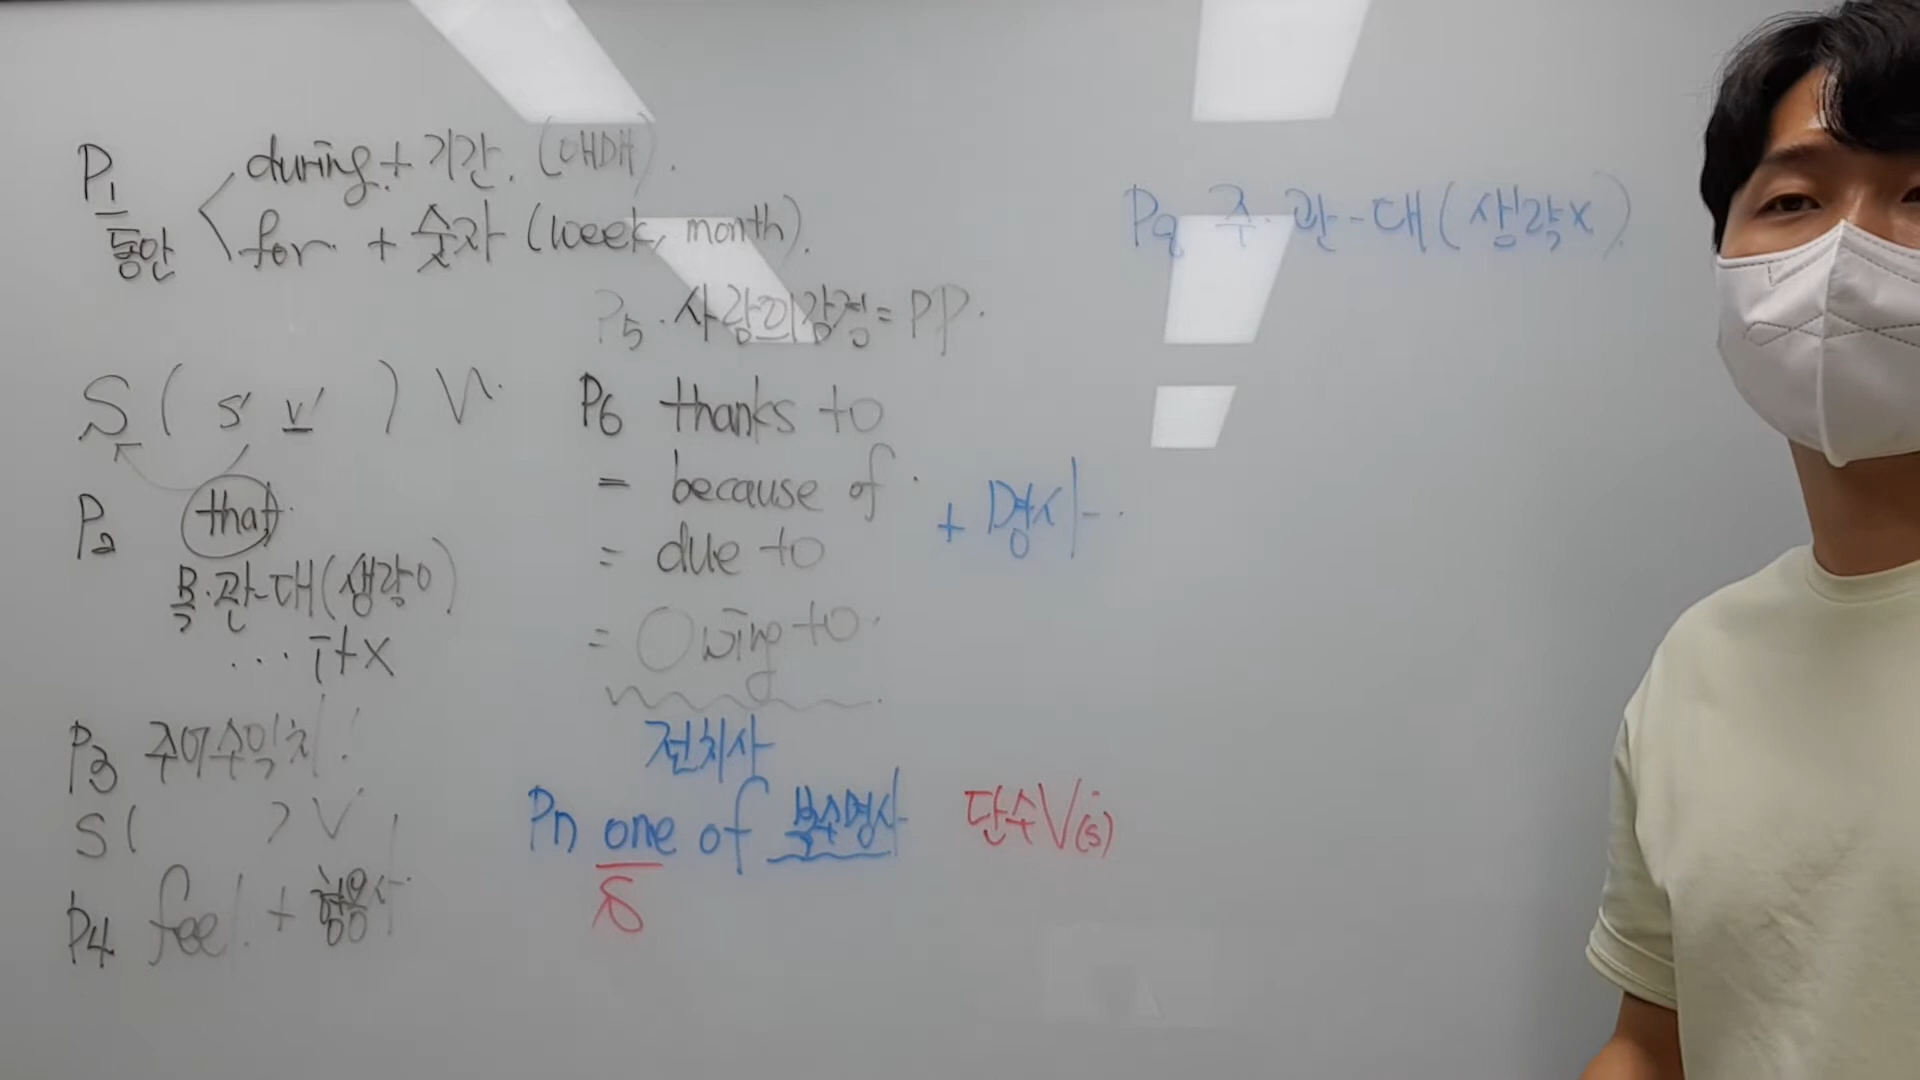 P1 during + 기간.
동안 for + 숫자 (week, month).
S ( s' v' ) V
P2 that
목·관-대(생략o)
... it x
P3 주어수일치!
S ( ) V
P4 feel + 형용사
P5. 사람의감정= PP.
P6 thanks to
= because of
= due to
= Owing to
+ 명사
전치사
P7 one of 복수명사 단수V(s)
S
P9 주·관-대(생략x)